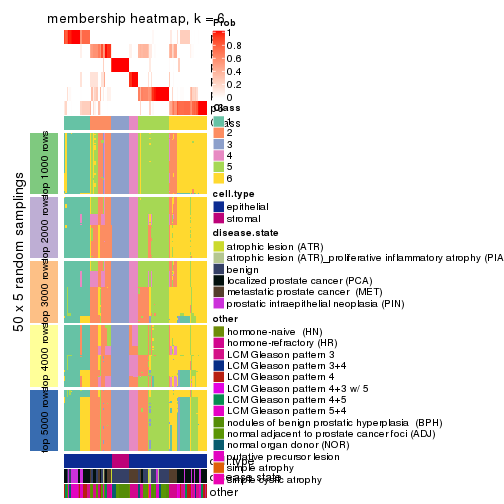 membership heatmap, k = 6
Prob
1
0.8
0.6
0.4
0.2
0
Class
1
2
3
4
5
6
cell.type
epithelial
stromal
disease.state
atrophic lesion (ATR)
atrophic lesion (ATR)_proliferative inflammatory atrophy (PIA
benign
localized prostate cancer (PCA)
metastatic prostate cancer (MET)
prostatic intraepithelial neoplasia (PIN)
other
hormone-naive (HN)
hormone-refractory (HR)
LCM Gleason pattern 3
LCM Gleason pattern 3+4
LCM Gleason pattern 4
LCM Gleason pattern 4+3 w/ 5
LCM Gleason pattern 4+5
LCM Gleason pattern 5+4
nodules of benign prostatic hyperplasia (BPH)
normal adjacent to prostate cancer foci (ADJ)
normal organ donor (NOR)
putative precursor lesion
simple atrophy
simple cystic atrophy
50 x 5 random samplings
top 1000 rows
top 2000 rows
top 3000 rows
top 4000 rows
top 5000 rows
cell.type
disease.state
other